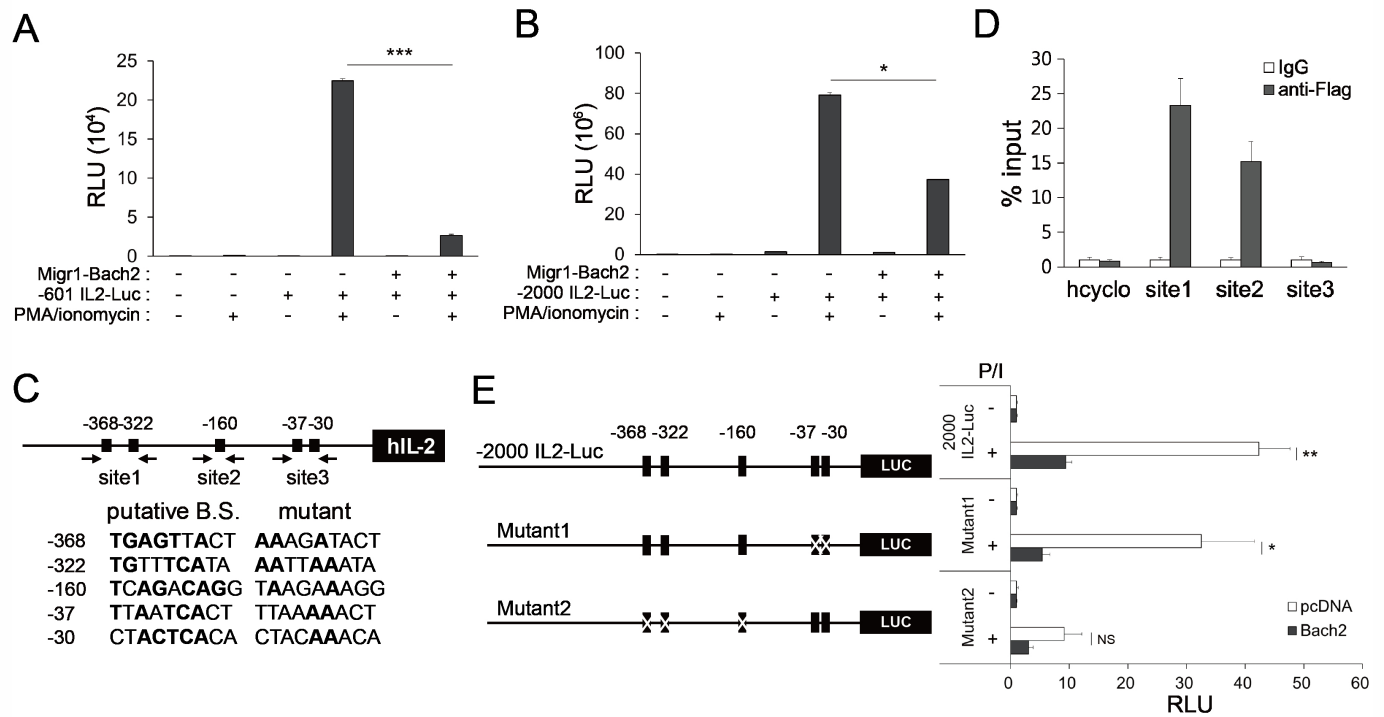 A
25
20
15
10
5
0
RLU (10⁴)
***
Migr1-Bach2 : - - - - + +
-601 IL2-Luc : - - + + + +
PMA/ionomycin : - + - + - +
B
100
80
60
40
20
0
RLU (10⁶)
*
Migr1-Bach2 : - - - - + +
-2000 IL2-Luc : - - + + + +
PMA/ionomycin : - + - + - +
D
30
25
20
15
10
5
0
% input
IgG
anti-Flag
hcyclo site1 site2 site3
C
-368 -322 -160 -37 -30
hIL-2
site1 site2 site3
putative B.S. mutant
-368 TGAGTTACT AAAGATACT
-322 TGTTTCATA AATTAAATA
-160 TCAGACAGG TAAGAAAGG
-37 TTAATCACT TTAAAAACT
-30 CTACTCACA CTACAAACA
E
-368 -322 -160 -37 -30
-2000 IL2-Luc LUC
Mutant1 LUC
Mutant2 LUC
P/I
2000
IL2-Luc
-
+
**
Mutant1
-
+
*
Mutant2
-
+
NS
pcDNA
Bach2
0 10 20 30 40 50 60
RLU